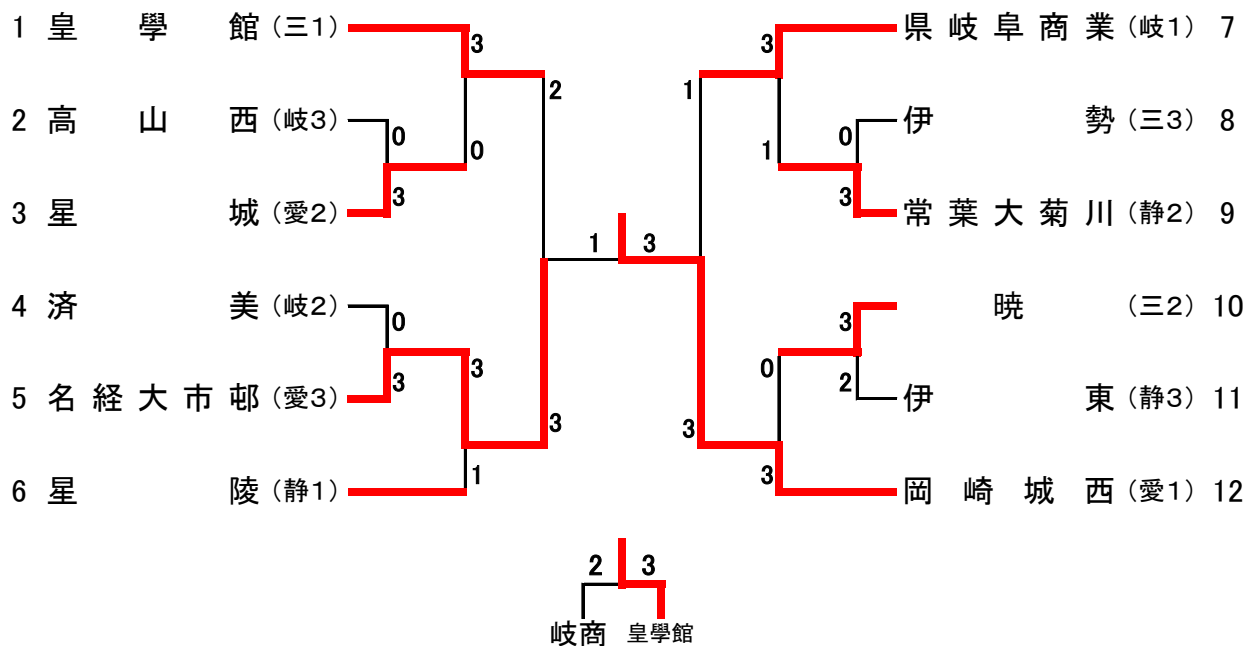 1 皇學館 (三1)
3
2
2 高山西 (岐3)
0
0
3
3 星城 (愛2)
4 済美 (岐2)
0
3
3
5 名経大市邨 (愛3)
3
1
6 星陵 (静1)
1 3
県岐阜商業 (岐1) 7
3
1
伊勢 (三3) 8
0
1
3
常葉大菊川 (静2) 9
暁 (三2) 10
3
0
2
伊東 (静3) 11
3
3
岡崎城西 (愛1) 12
2 3
岐商 皇學館